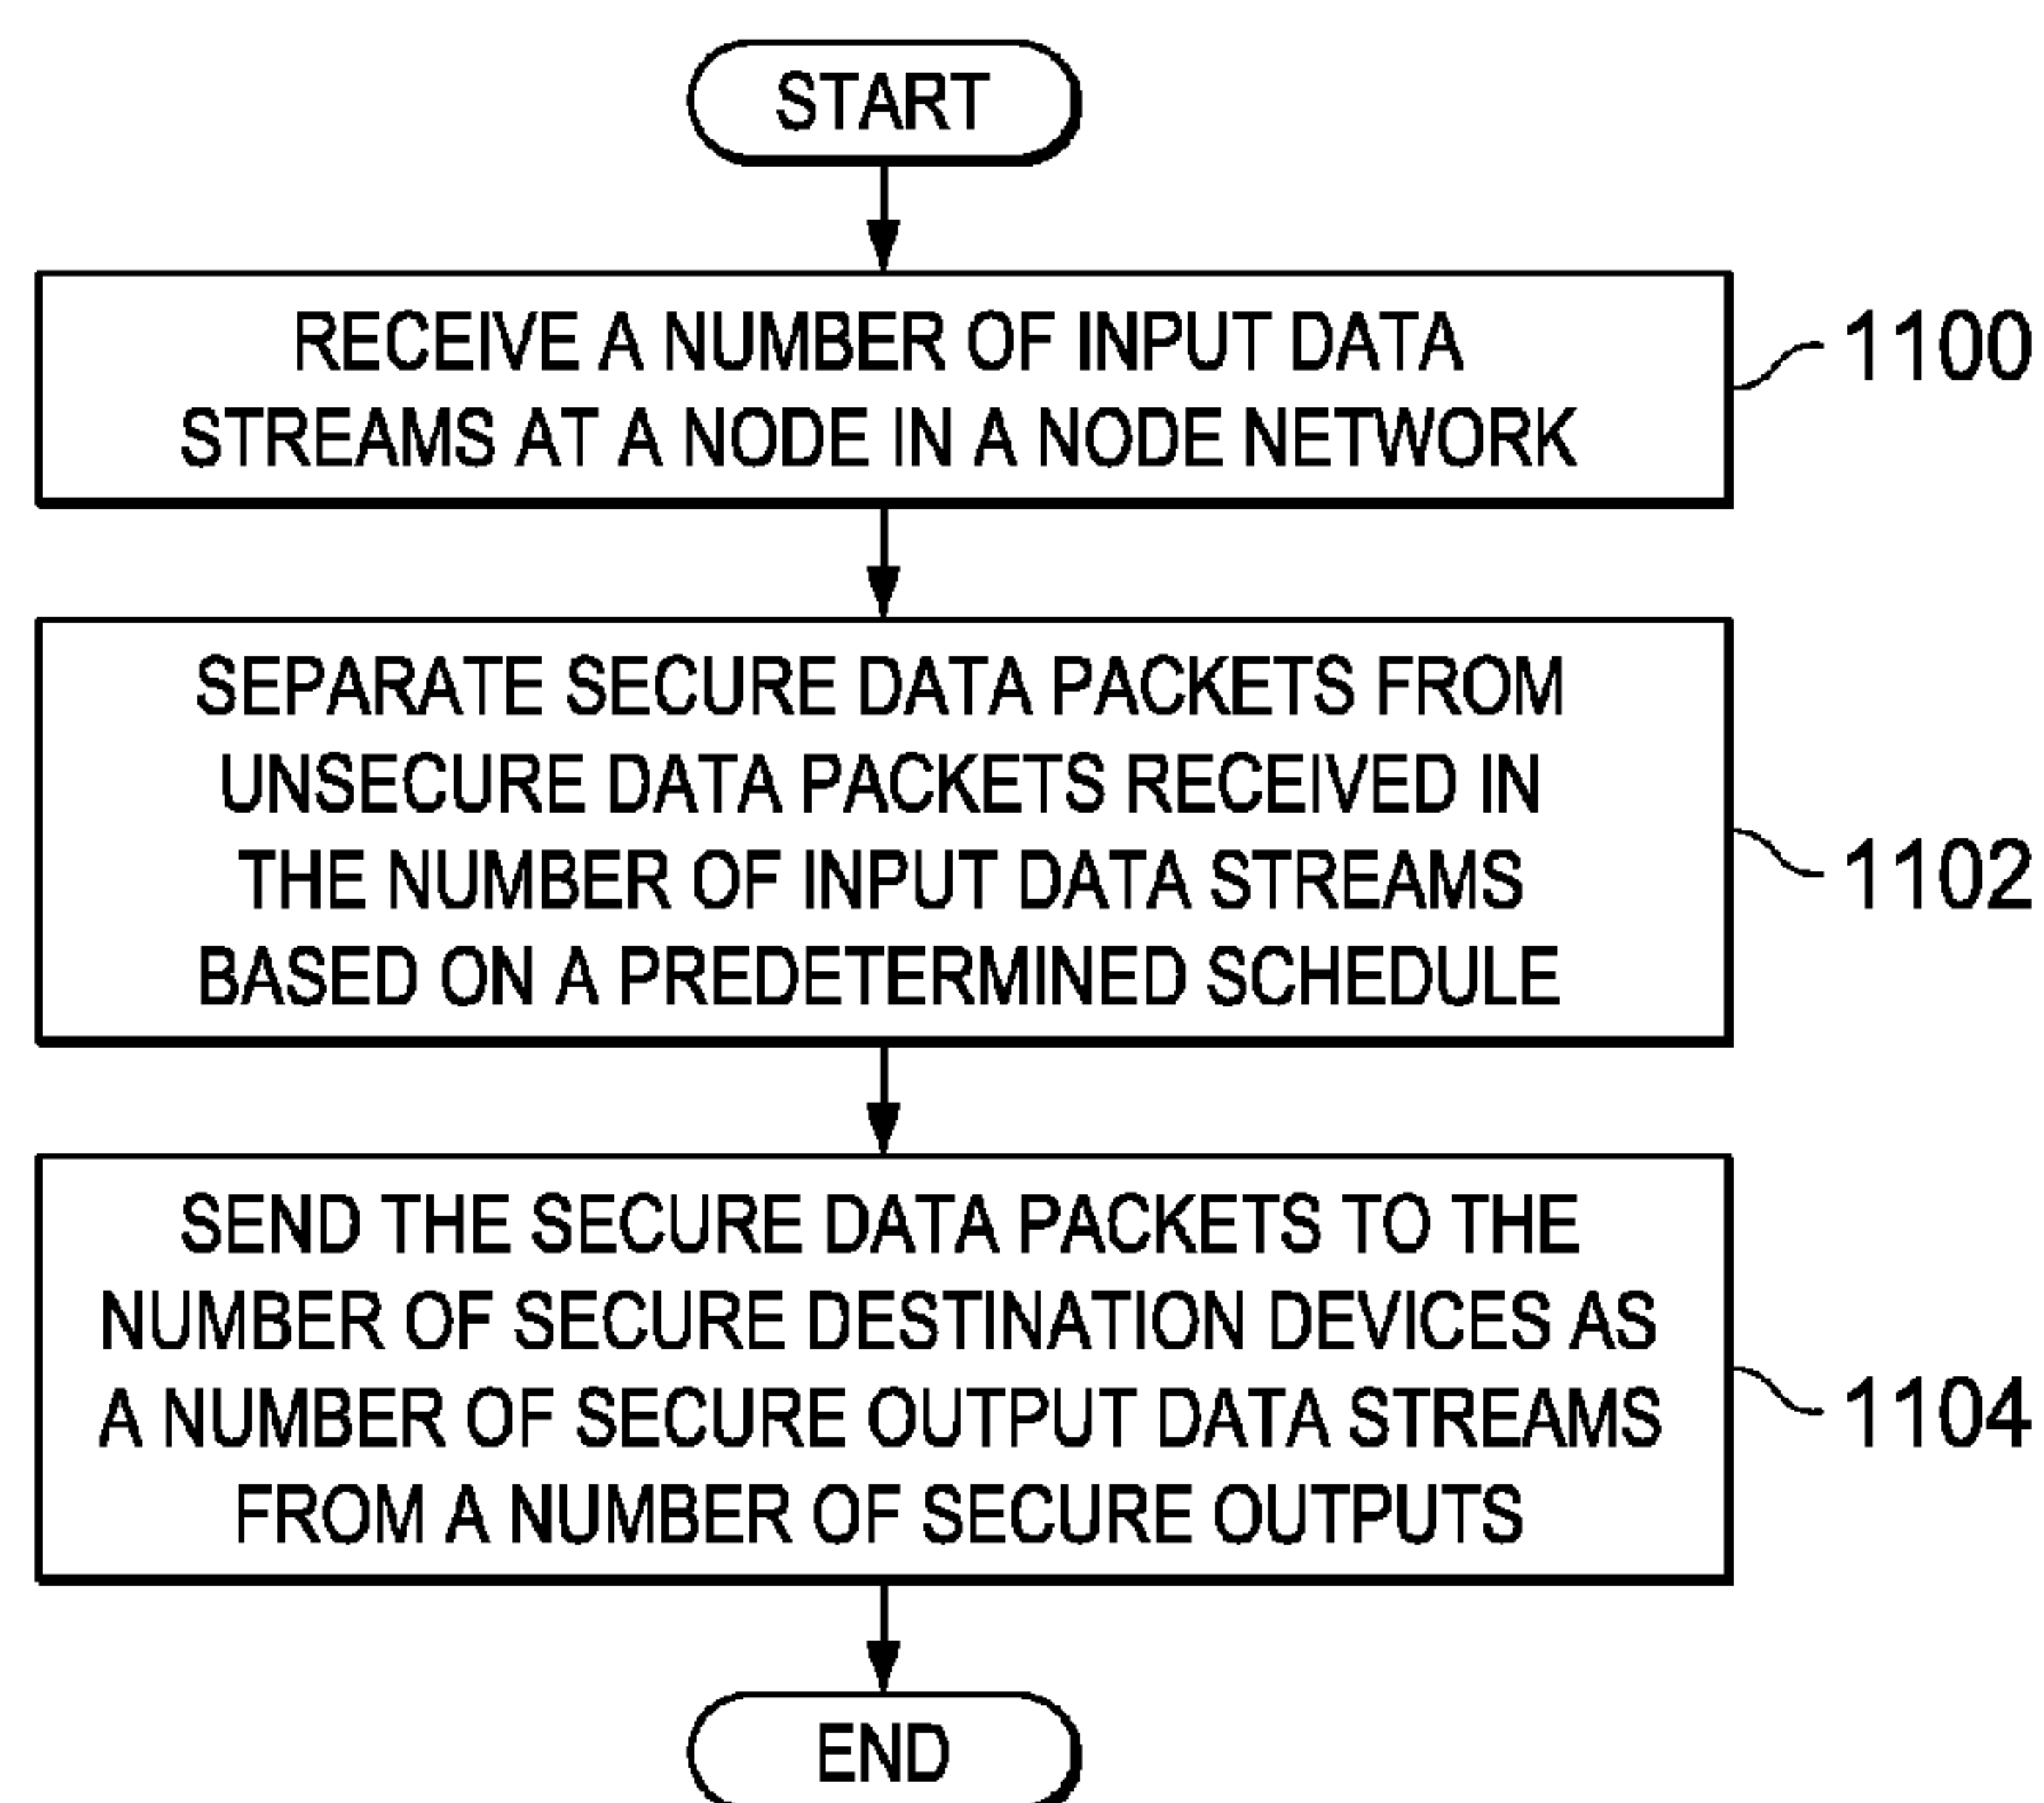 START
RECEIVE A NUMBER OF INPUT DATA
STREAMS AT A NODE IN A NODE NETWORK
1100
SEPARATE SECURE DATA PACKETS FROM
UNSECURE DATA PACKETS RECEIVED IN
THE NUMBER OF INPUT DATA STREAMS
BASED ON A PREDETERMINED SCHEDULE
1102
SEND THE SECURE DATA PACKETS TO THE
NUMBER OF SECURE DESTINATION DEVICES AS
A NUMBER OF SECURE OUTPUT DATA STREAMS
FROM A NUMBER OF SECURE OUTPUTS
1104
END